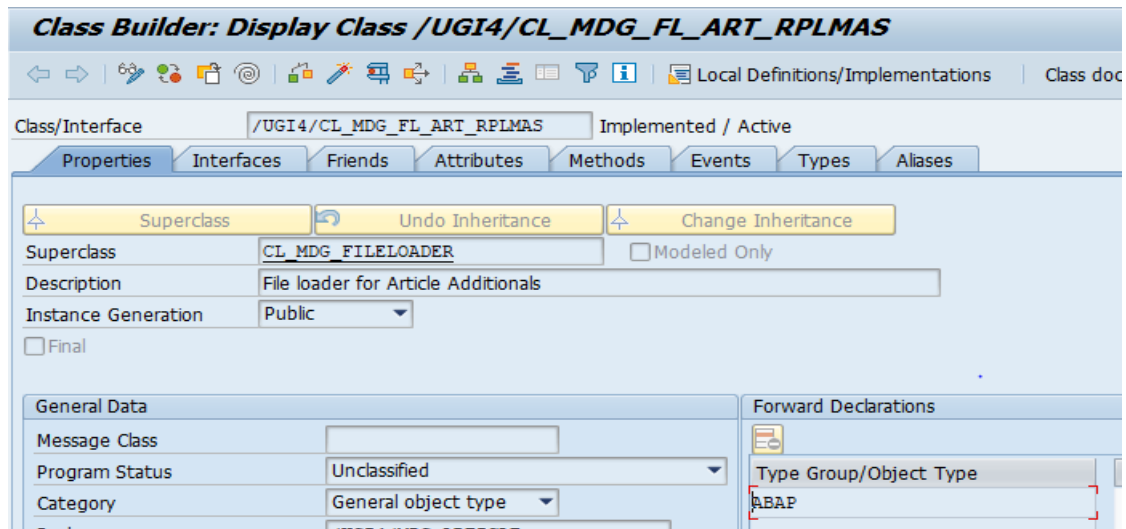 Class Builder: Display Class /UGI4/CL_MDG_FL_ART_RPLMAS
Local Definitions/Implementations Class doc
Class/Interface /UGI4/CL_MDG_FL_ART_RPLMAS Implemented / Active
Properties Interfaces Friends Attributes Methods Events Types Aliases
Superclass Undo Inheritance Change Inheritance
Superclass CL_MDG_FILELOADER Modeled Only
Description File loader for Article Additionals
Instance Generation Public
Final
General Data Forward Declarations
Message Class
Program Status Unclassified Type Group/Object Type
Category General object type ABAP